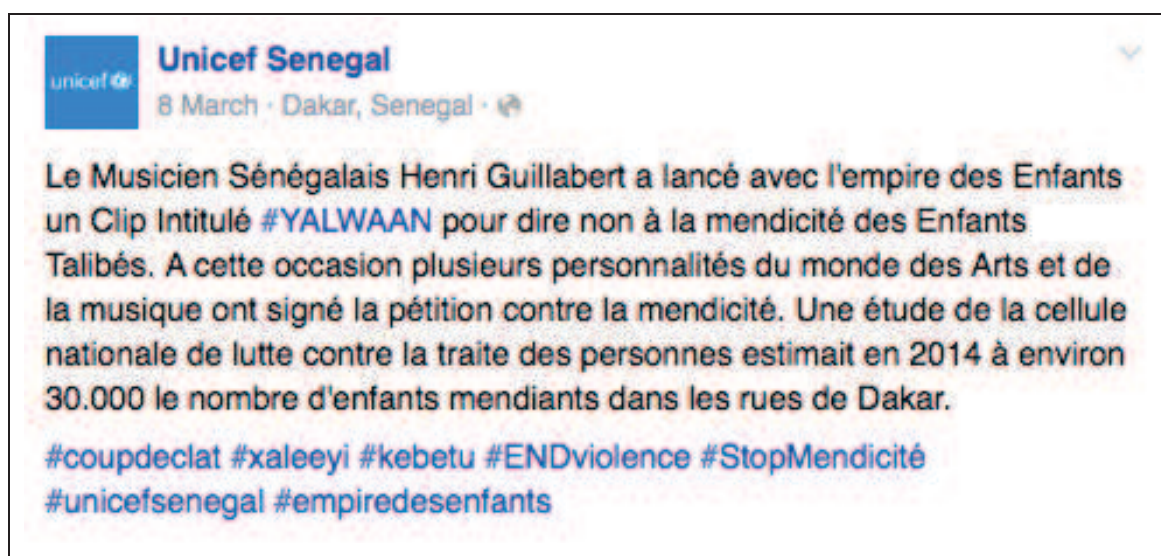 unicef
Unicef Senegal
8 March · Dakar, Senegal ·
Le Musicien Sénégalais Henri Guillabert a lancé avec l'empire des Enfants
un Clip Intitulé #YALWAAN pour dire non à la mendicité des Enfants
Talibés. A cette occasion plusieurs personnalités du monde des Arts et de
la musique ont signé la pétition contre la mendicité. Une étude de la cellule
nationale de lutte contre la traite des personnes estimait en 2014 à environ
30.000 le nombre d'enfants mendiants dans les rues de Dakar.
#coupdeclat #xaleeyi #kebetu #ENDviolence #StopMendicité
#unicefsenegal #empiredesenfants